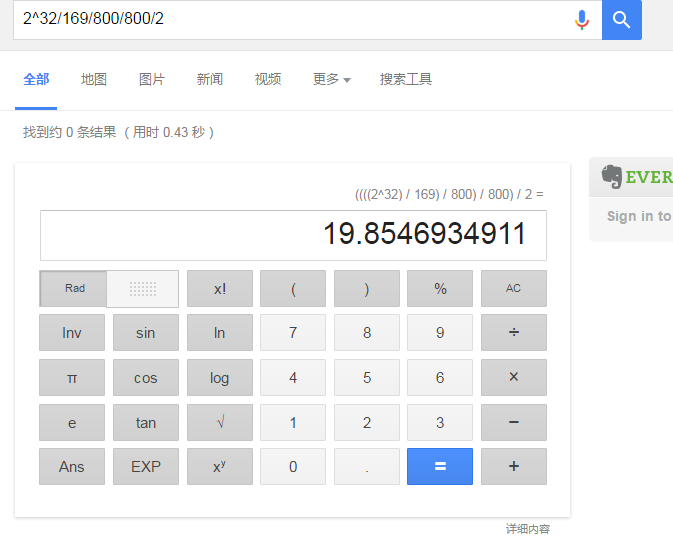 2^32/169/800/800/2
全部 地图 图片 新闻 视频 更多 搜索工具
找到约 0 条结果 （用时 0.43 秒）
((((2^32) / 169) / 800) / 800) / 2 =
19.8546934911
Rad x! ( ) % AC
Inv sin ln 7 8 9 ÷
π cos log 4 5 6 ×
e tan √ 1 2 3 −
Ans EXP xʸ 0 . = +
详细内容
EVER
Sign in to